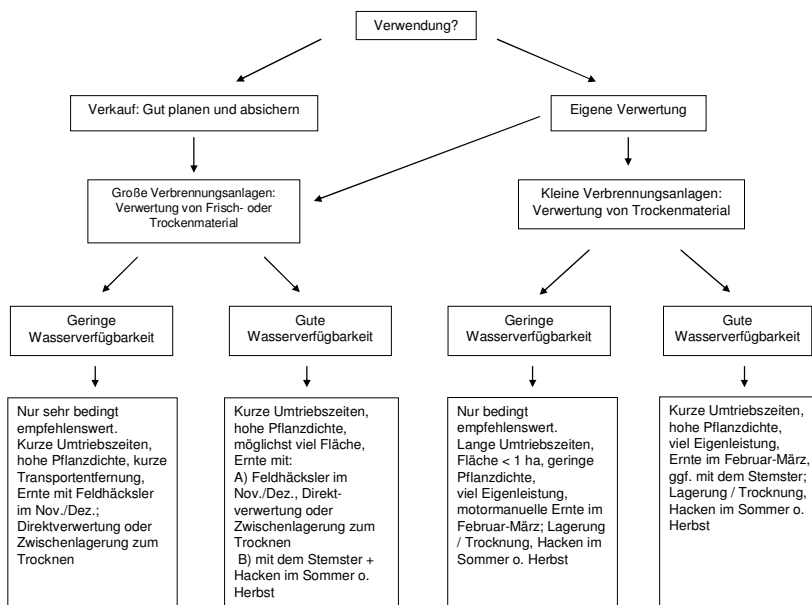 Verwendung?
Verkauf: Gut planen und absichern
Eigene Verwertung
Große Verbrennungsanlagen:
Verwertung von Frisch- oder
Trockenmaterial
Kleine Verbrennungsanlagen:
Verwertung von Trockenmaterial
Geringe
Wasserverfügbarkeit
Gute
Wasserverfügbarkeit
Geringe
Wasserverfügbarkeit
Gute
Wasserverfügbarkeit
Nur sehr bedingt
empfehlenswert.
Kurze Umtriebszeiten,
hohe Pflanzdichte, kurze
Transportentfernung,
Ernte mit Feldhäcksler
im Nov./Dez.;
Direktverwertung oder
Zwischenlagerung zum
Trocknen
Kurze Umtriebszeiten,
hohe Pflanzdichte,
möglichst viel Fläche,
Ernte mit:
A) Feldhäcksler im
Nov./Dez., Direkt-
verwertung oder
Zwischenlagerung zum
Trocknen
B) mit dem Stemster +
Hacken im Sommer o.
Herbst
Nur bedingt
empfehlenswert.
Lange Umtriebszeiten,
Fläche < 1 ha, geringe
Pflanzdichte,
viel Eigenleistung,
motormanuelle Ernte im
Februar-März; Lagerung
/ Trocknung, Hacken im
Sommer o. Herbst
Kurze Umtriebszeiten,
hohe Pflanzdichte,
viel Eigenleistung,
Ernte im Februar-März,
ggf. mit dem Stemster;
Lagerung / Trocknung,
Hacken im Sommer o.
Herbst